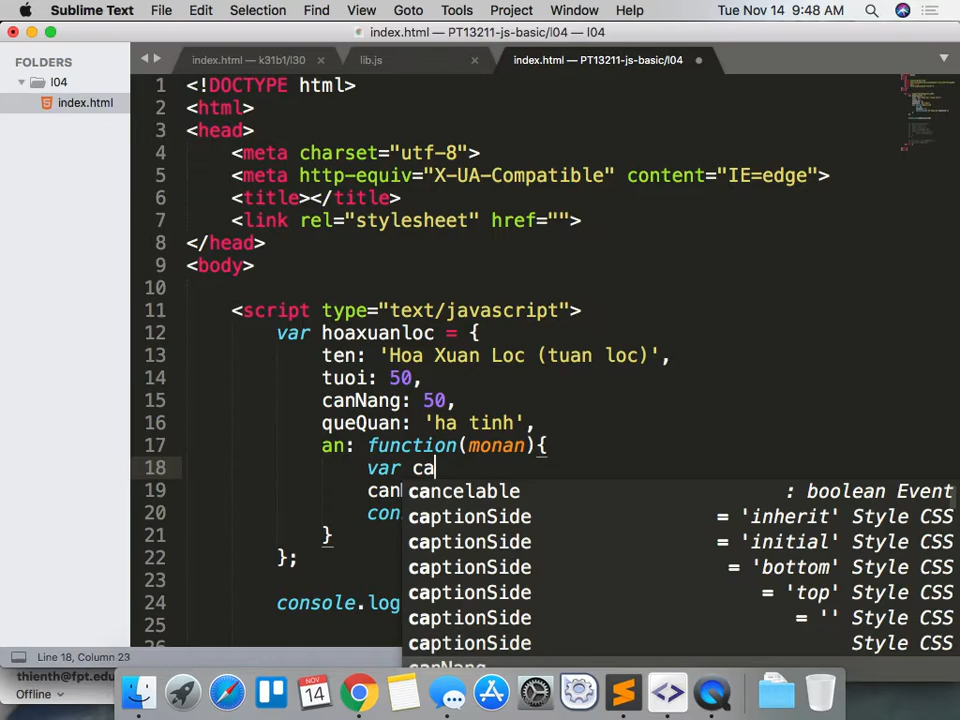 Sublime Text File Edit Selection Find View Goto Tools Project Window Help Tue Nov 14 9:48 AM
index.html — PT13211-js-basic/l04 — l04
FOLDERS
l04
index.html
index.html — k31b1/l30 × lib.js × index.html — PT13211-js-basic/l04
1 <!DOCTYPE html>
2 <html>
3 <head>
4 <meta charset="utf-8">
5 <meta http-equiv="X-UA-Compatible" content="IE=edge">
6 <title></title>
7 <link rel="stylesheet" href="">
8 </head>
9 <body>
10
11 <script type="text/javascript">
12 var hoaxuanloc = {
13 ten: 'Hoa Xuan Loc (tuan loc)',
14 tuoi: 50,
15 canNang: 50,
16 queQuan: 'ha tinh',
17 an: function(monan){
18 var ca
19 can
20 con
21 }
22 };
23
24 console.log
25
cancelable : boolean Event
captionSide = 'inherit' Style CSS
captionSide = 'initial' Style CSS
captionSide = 'bottom' Style CSS
captionSide = 'top' Style CSS
captionSide = '' Style CSS
captionSide Style CSS
canNang
Line 18, Column 23
thienth@fpt.edu
Offline
NOV
14